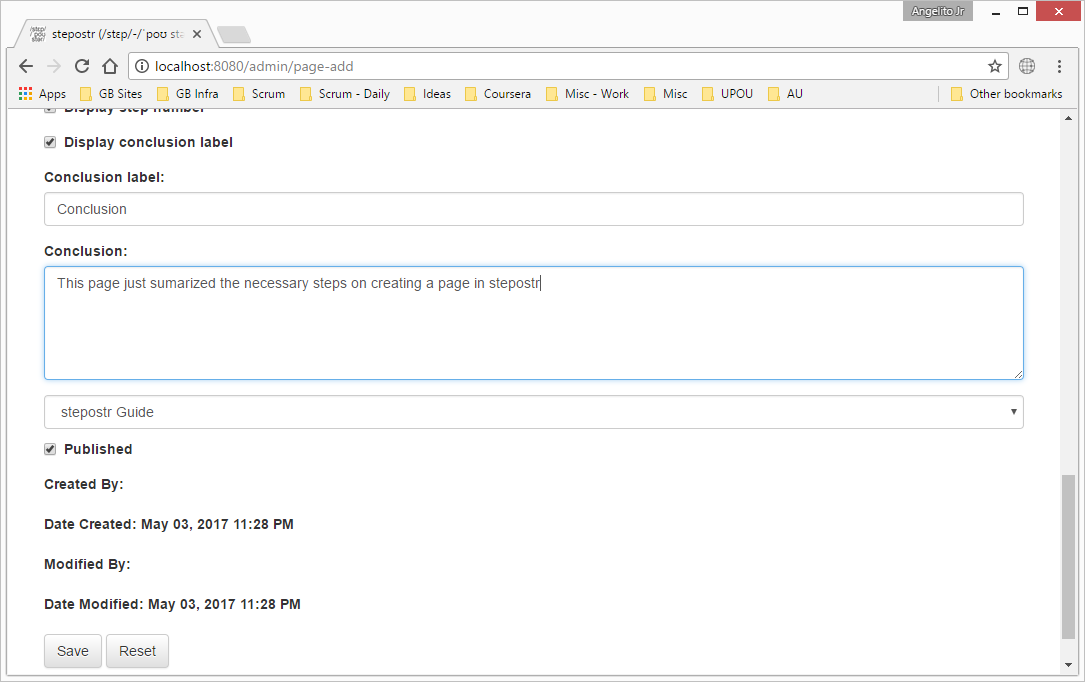 Angelito Jr
stepostr (/stɛp/-/ˈpoʊ sta
localhost:8080/admin/page-add
Apps GB Sites GB Infra Scrum Scrum - Daily Ideas Coursera Misc - Work Misc UPOU AU Other bookmarks
Display step number
Display conclusion label
Conclusion label:
Conclusion
Conclusion:
This page just sumarized the necessary steps on creating a page in stepostr
stepostr Guide
Published
Created By:
Date Created: May 03, 2017 11:28 PM
Modified By:
Date Modified: May 03, 2017 11:28 PM
Save Reset